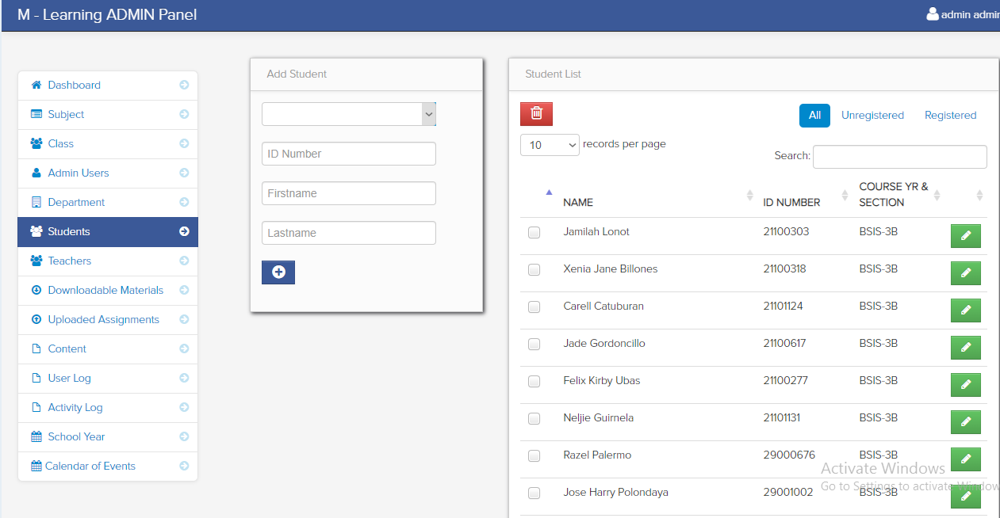 M - Learning ADMIN Panel
admin admin
Dashboard
Subject
Class
Admin Users
Department
Students
Teachers
Downloadable Materials
Uploaded Assignments
Content
User Log
Activity Log
School Year
Calendar of Events
Add Student
ID Number
Firstname
Lastname
Student List
All Unregistered Registered
10 records per page
Search:
NAME ID NUMBER COURSE YR & SECTION
Jamilah Lonot 21100303 BSIS-3B
Xenia Jane Billones 21100318 BSIS-3B
Carell Catuburan 21101124 BSIS-3B
Jade Gordoncillo 21100617 BSIS-3B
Felix Kirby Ubas 21100277 BSIS-3B
Neljie Guirnela 21101131 BSIS-3B
Razel Palermo 29000676 BSIS-3B
Jose Harry Polondaya 29001002 BSIS-3B
Activate Windows
Go to Settings to activate Window